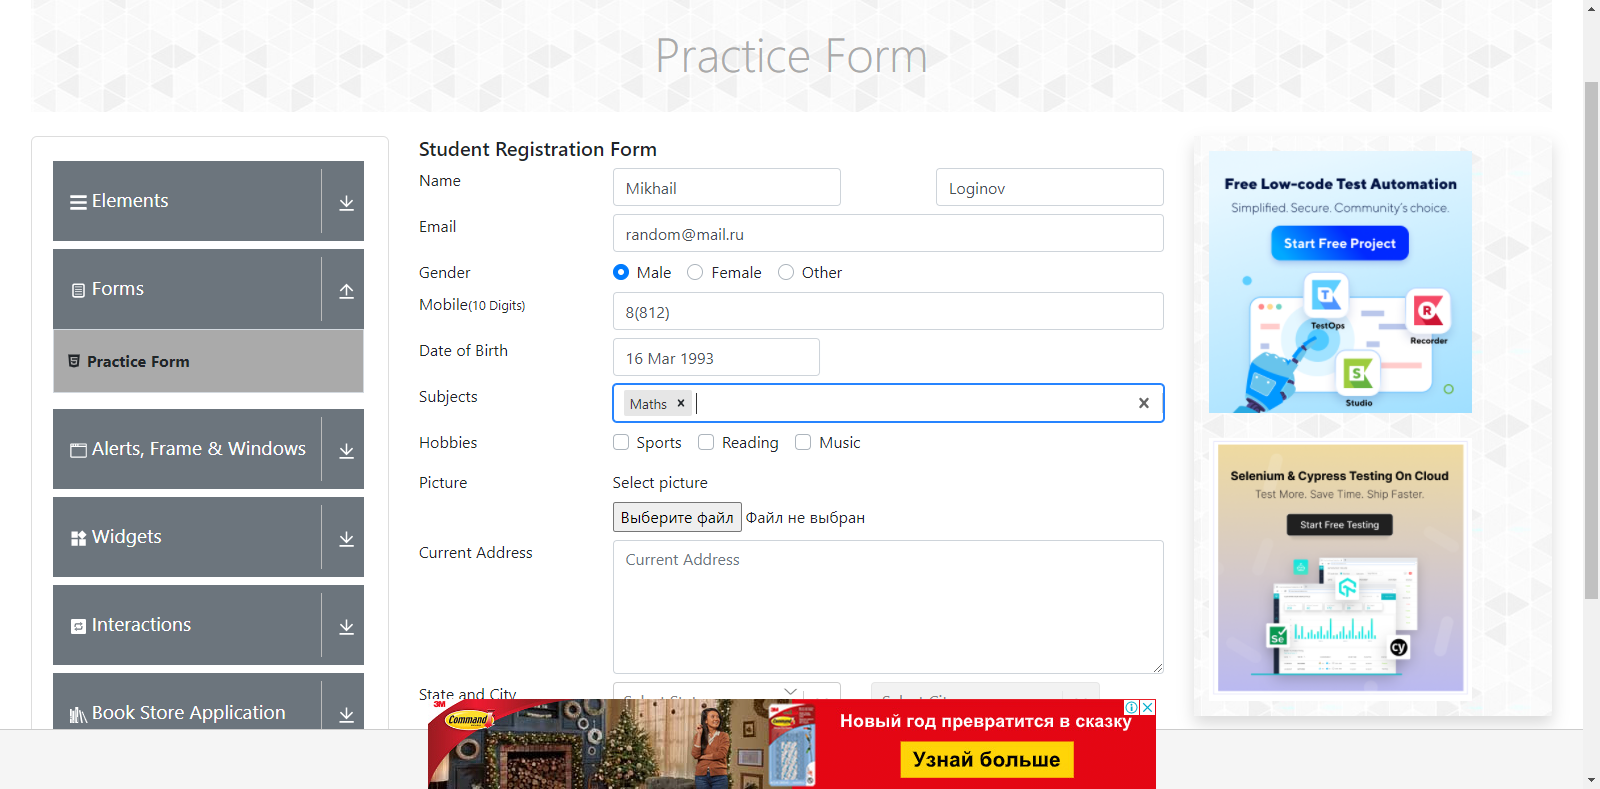 Practice Form
Elements
Forms
Practice Form
Alerts, Frame & Windows
Widgets
Interactions
Book Store Application
Student Registration Form
Name
Mikhail
Loginov
Email
random@mail.ru
Gender
Male
Female
Other
Mobile(10 Digits)
8(812)
Date of Birth
16 Mar 1993
Subjects
Maths
Hobbies
Sports
Reading
Music
Picture
Select picture
Выберите файл Файл не выбран
Current Address
Current Address
State and City
Free Low-code Test Automation
Simplified. Secure. Community's choice.
Start Free Project
TestOps
Recorder
Studio
Selenium & Cypress Testing On Cloud
Test More. Save Time. Ship Faster.
Start Free Testing
Se
cy
3M
Command
Новый год превратится в сказку
Узнай больше